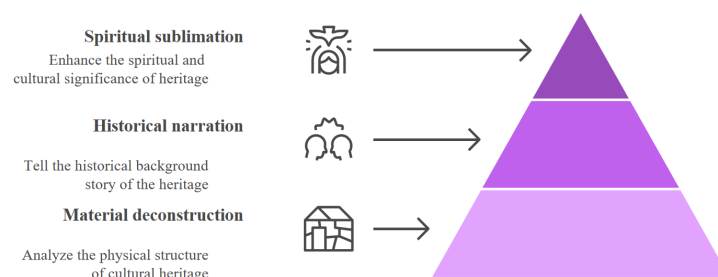 Spiritual sublimation
Enhance the spiritual and
cultural significance of heritage
Historical narration
Tell the historical background
story of the heritage
Material deconstruction
Analyze the physical structure
of cultural heritage